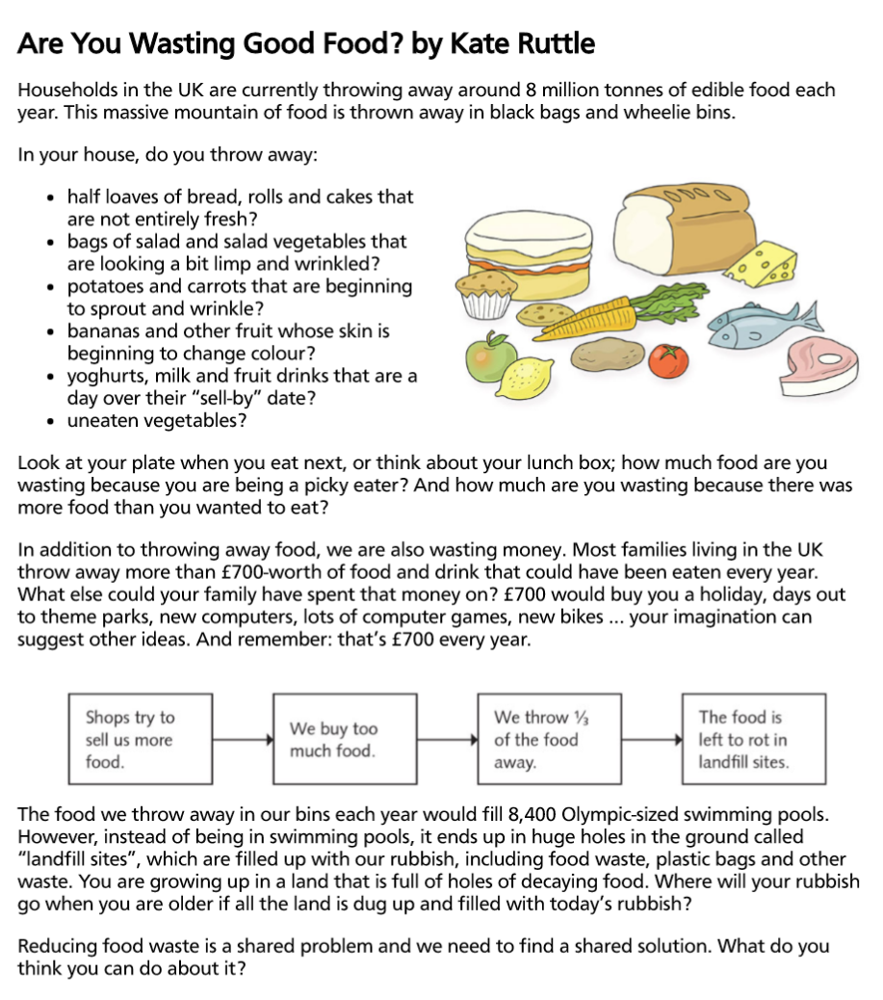 Are You Wasting Good Food? by Kate Ruttle
Households in the UK are currently throwing away around 8 million tonnes of edible food each
year. This massive mountain of food is thrown away in black bags and wheelie bins.
In your house, do you throw away:
• half loaves of bread, rolls and cakes that
are not entirely fresh?
• bags of salad and salad vegetables that
are looking a bit limp and wrinkled?
• potatoes and carrots that are beginning
to sprout and wrinkle?
• bananas and other fruit whose skin is
beginning to change colour?
• yoghurts, milk and fruit drinks that are a
day over their “sell-by” date?
• uneaten vegetables?
Look at your plate when you eat next, or think about your lunch box; how much food are you
wasting because you are being a picky eater? And how much are you wasting because there was
more food than you wanted to eat?
In addition to throwing away food, we are also wasting money. Most families living in the UK
throw away more than £700-worth of food and drink that could have been eaten every year.
What else could your family have spent that money on? £700 would buy you a holiday, days out
to theme parks, new computers, lots of computer games, new bikes ... your imagination can
suggest other ideas. And remember: that’s £700 every year.
Shops try to
sell us more
food.
We buy too
much food.
We throw ⅓
of the food
away.
The food is
left to rot in
landfill sites.
The food we throw away in our bins each year would fill 8,400 Olympic-sized swimming pools.
However, instead of being in swimming pools, it ends up in huge holes in the ground called
“landfill sites”, which are filled up with our rubbish, including food waste, plastic bags and other
waste. You are growing up in a land that is full of holes of decaying food. Where will your rubbish
go when you are older if all the land is dug up and filled with today’s rubbish?
Reducing food waste is a shared problem and we need to find a shared solution. What do you
think you can do about it?